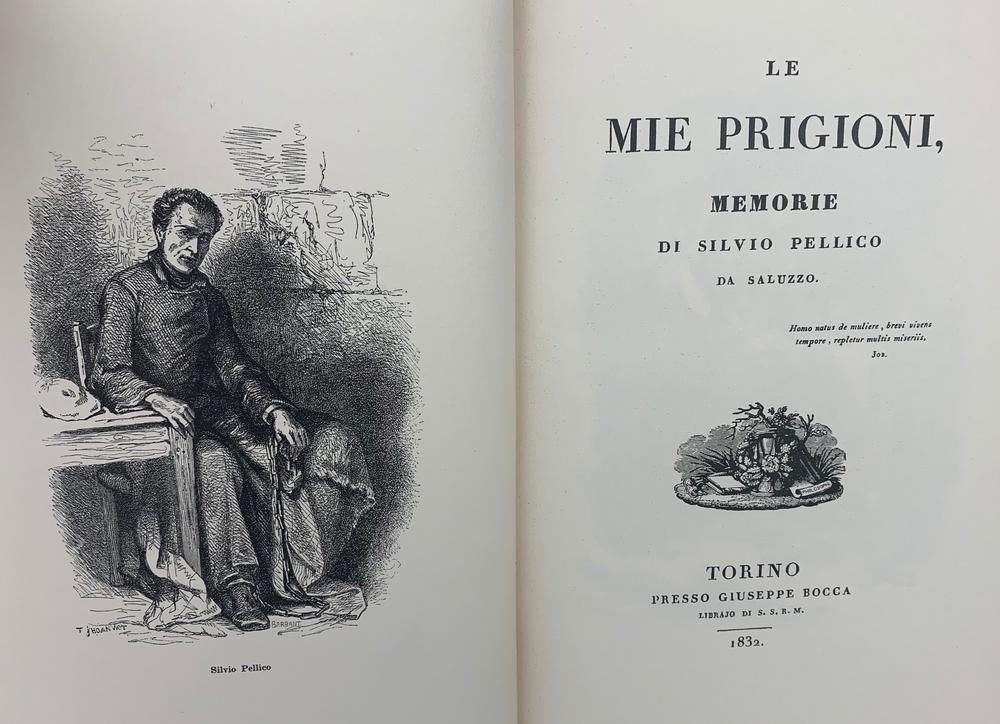 BARBANT
Silvio Pellico
LE
MIE PRIGIONI,
MEMORIE
DI SILVIO PELLICO
DA SALUZZO.
Homo natus de muliere, brevi vivens
tempore, repletur multis miseriis.
JOB.
TORINO
PRESSO GIUSEPPE BOCCA
LIBRAJO DI S. S. R. M.
1832.